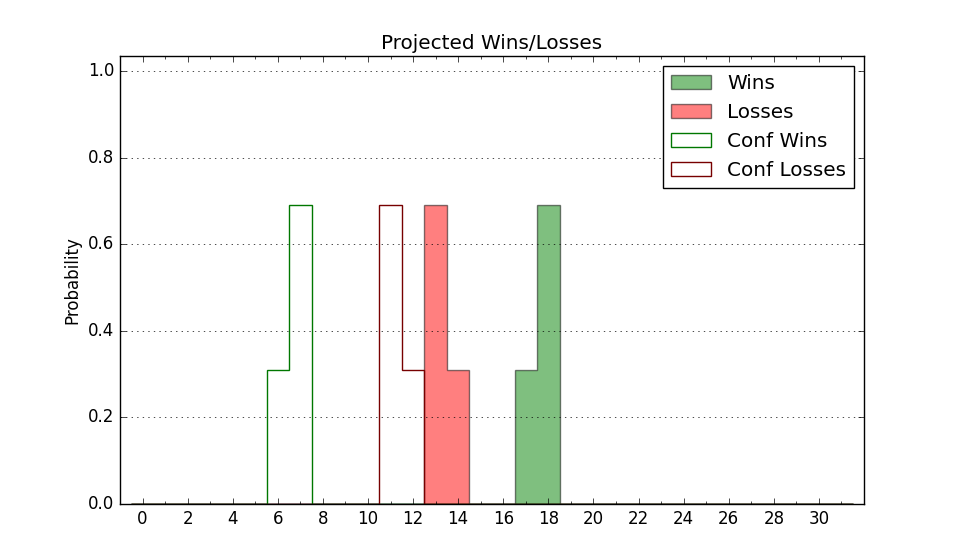 Projected Wins/Losses
1.0
0.8
0.6
0.4
0.2
0.0
Probability
Wins
Losses
Conf Wins
Conf Losses
0 2 4 6 8 10 12 14 16 18 20 22 24 26 28 30